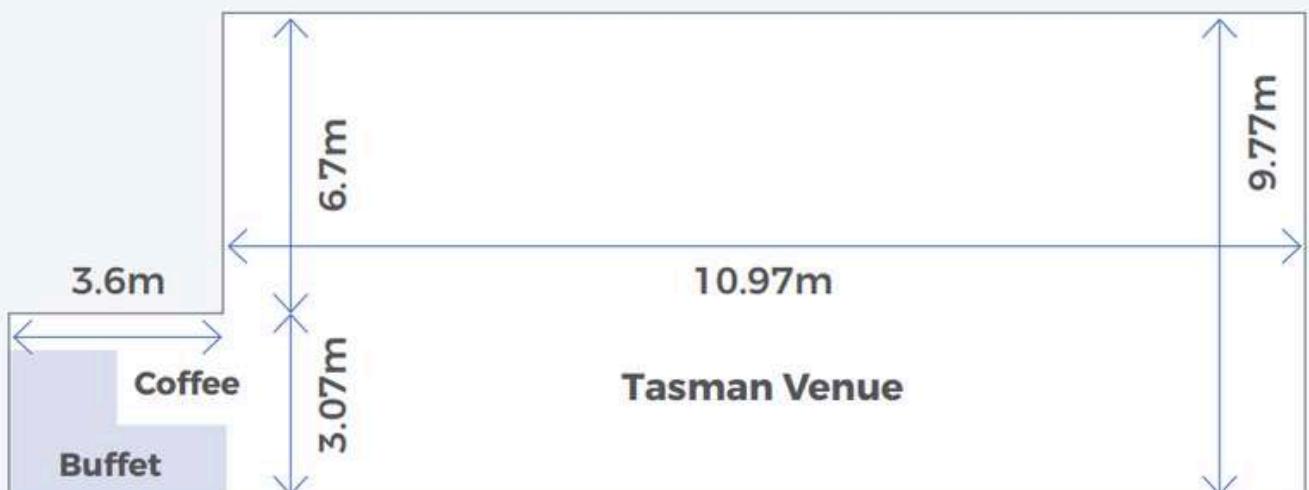 6.7m
9.77m
3.6m
10.97m
Coffee
3.07m
Tasman Venue
Buffet